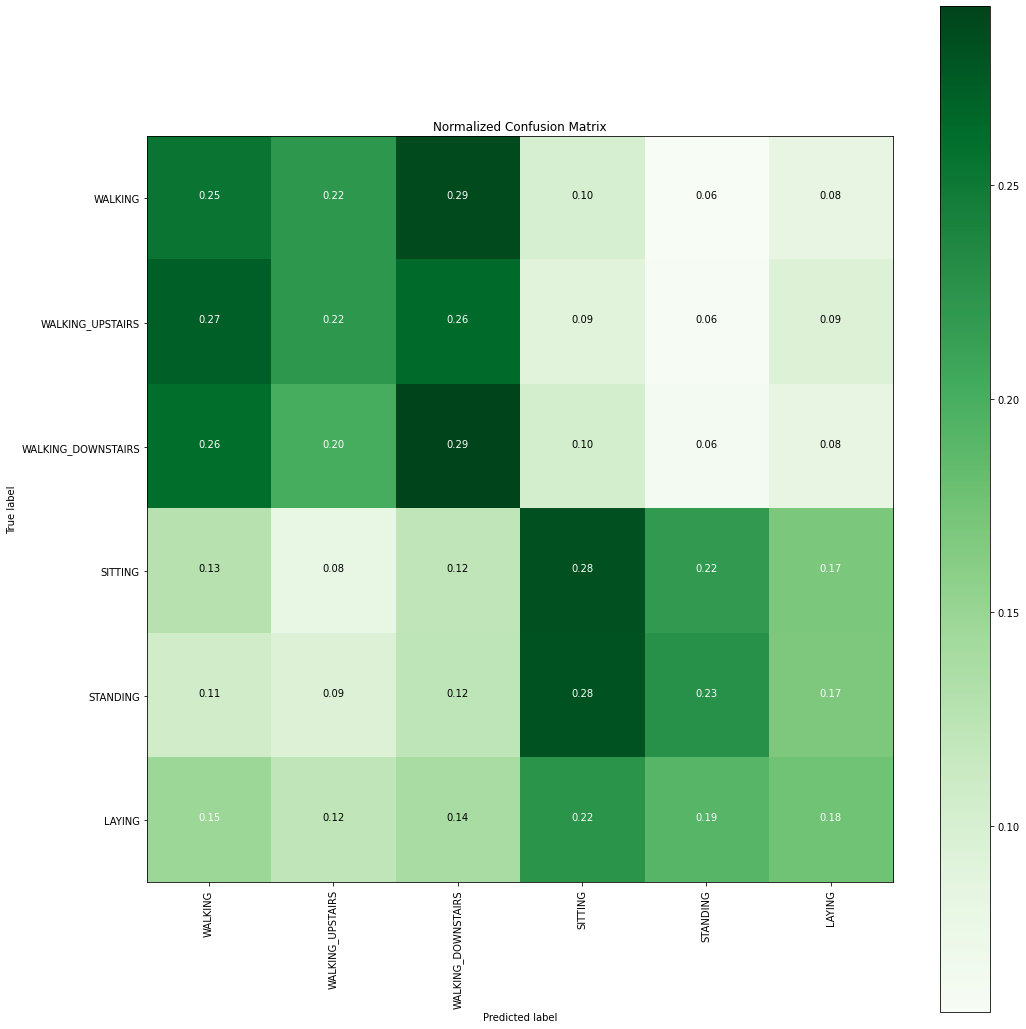 Normalized Confusion Matrix
WALKING 0.25 0.22 0.29 0.10 0.06 0.08
WALKING_UPSTAIRS 0.27 0.22 0.26 0.09 0.06 0.09
WALKING_DOWNSTAIRS 0.26 0.20 0.29 0.10 0.06 0.08
SITTING 0.13 0.08 0.12 0.28 0.22 0.17
STANDING 0.11 0.09 0.12 0.28 0.23 0.17
LAYING 0.15 0.12 0.14 0.22 0.19 0.18
True label
WALKING
WALKING_UPSTAIRS
WALKING_DOWNSTAIRS
SITTING
STANDING
LAYING
Predicted label
0.25
0.20
0.15
0.10